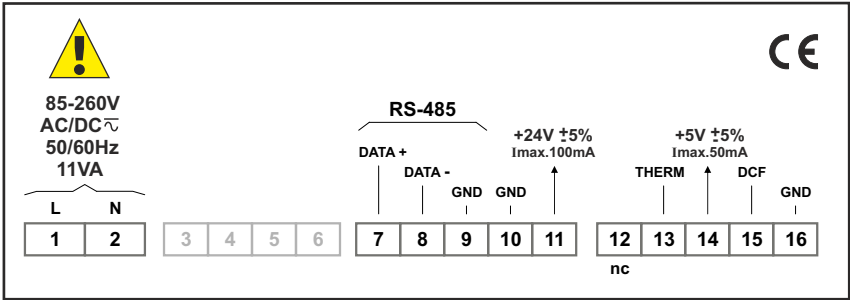 CE
85-260V
AC/DC
50/60Hz
11VA
L N
RS-485
DATA +
DATA -
GND GND
+24V ±5%
Imax.100mA
+5V ±5%
Imax.50mA
THERM DCF
GND
1 2 3 4 5 6 7 8 9 10 11 12 13 14 15 16
nc